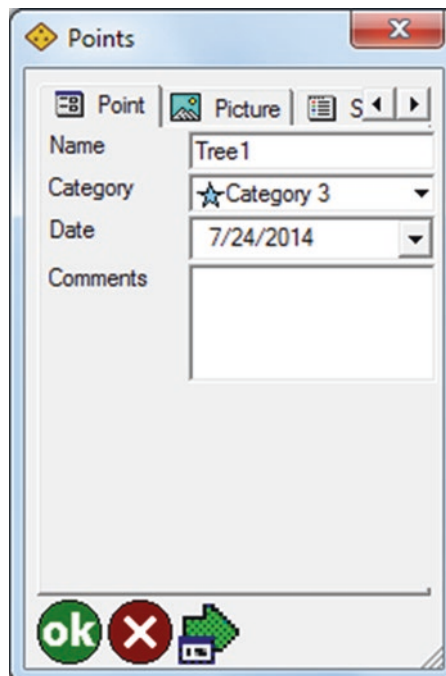 Points
Point Picture S
Name Tree1
Category Category 3
Date 7/24/2014
Comments
ok